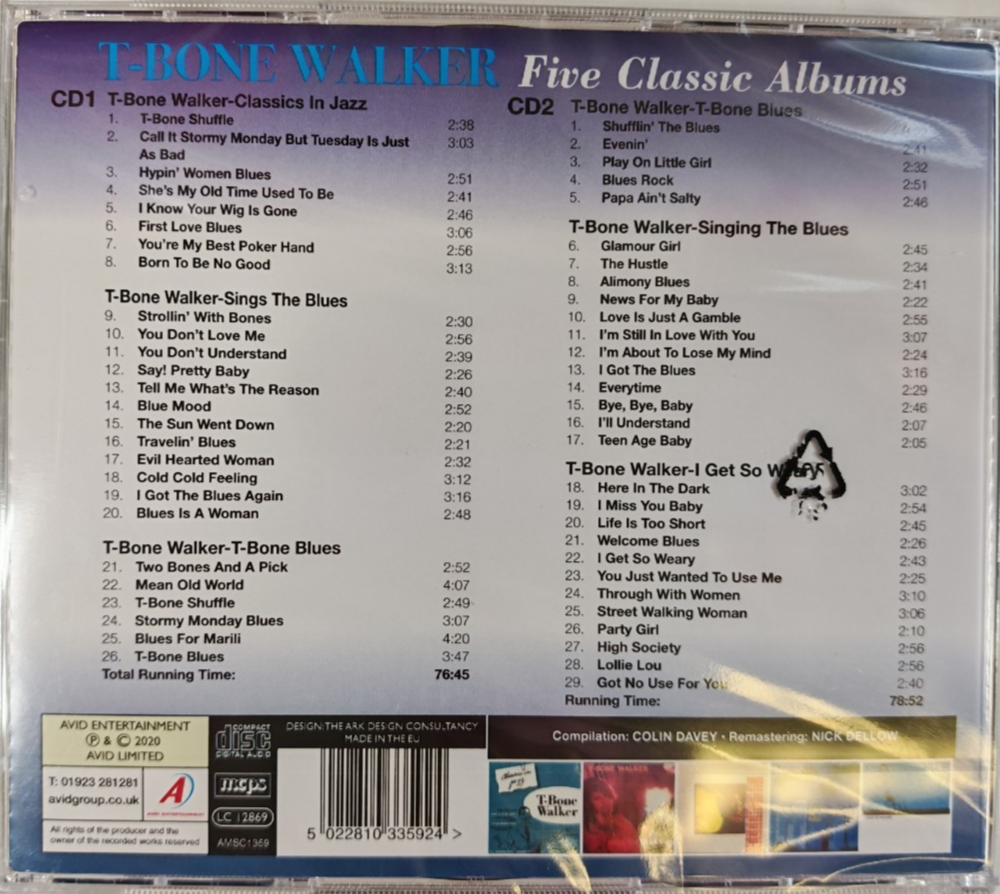 T-BONE WALKER Five Classic Albums
CD1 T-Bone Walker-Classics In Jazz
1. T-Bone Shuffle 2:38
2. Call It Stormy Monday But Tuesday Is Just 3:03
As Bad
3. Hypin' Women Blues 2:51
4. She's My Old Time Used To Be 2:41
5. I Know Your Wig Is Gone 2:46
6. First Love Blues 3:06
7. You're My Best Poker Hand 2:56
8. Born To Be No Good 3:13
T-Bone Walker-Sings The Blues
9. Strollin' With Bones 2:30
10. You Don't Love Me 2:56
11. You Don't Understand 2:39
12. Say! Pretty Baby 2:26
13. Tell Me What's The Reason 2:40
14. Blue Mood 2:52
15. The Sun Went Down 2:20
16. Travelin' Blues 2:21
17. Evil Hearted Woman 2:32
18. Cold Cold Feeling 3:12
19. I Got The Blues Again 3:16
20. Blues Is A Woman 2:48
T-Bone Walker-T-Bone Blues
21. Two Bones And A Pick 2:52
22. Mean Old World 4:07
23. T-Bone Shuffle 2:49
24. Stormy Monday Blues 3:07
25. Blues For Marili 4:20
26. T-Bone Blues 3:47
Total Running Time: 76:45
CD2 T-Bone Walker-T-Bone Blues
1. Shufflin' The Blues
2. Evenin' 2:41
3. Play On Little Girl 2:32
4. Blues Rock 2:51
5. Papa Ain't Salty 2:46
T-Bone Walker-Singing The Blues
6. Glamour Girl 2:45
7. The Hustle 2:34
8. Alimony Blues 2:41
9. News For My Baby 2:22
10. Love Is Just A Gamble 2:55
11. I'm Still In Love With You 3:07
12. I'm About To Lose My Mind 2:24
13. I Got The Blues 3:16
14. Everytime 2:29
15. Bye, Bye, Baby 2:46
16. I'll Understand 2:07
17. Teen Age Baby 2:05
T-Bone Walker-I Get So Weary
18. Here In The Dark 3:02
19. I Miss You Baby 2:54
20. Life Is Too Short 2:45
21. Welcome Blues 2:26
22. I Get So Weary 2:43
23. You Just Wanted To Use Me 2:25
24. Through With Women 3:10
25. Street Walking Woman 3:06
26. Party Girl 2:10
27. High Society 2:56
28. Lollie Lou 2:56
29. Got No Use For You 2:40
Running Time: 78:52
AVID ENTERTAINMENT
℗ & © 2020
AVID LIMITED
T: 01923 281281
avidgroup.co.uk
A
AVID ENTERTAINMENT
All rights of the producer and the
owner of the recorded works reserved
COMPACT
disc
DIGITAL AUDIO
mcps
LC 12869
AMSC1359
DESIGN:THE ARK DESIGN CONSULTANCY
MADE IN THE EU
5 022810 335924 >
Compilation: COLIN DAVEY • Remastering: NICK DELLOW
Classics in jazz
T-Bone
Walker
T-BONE WALKER